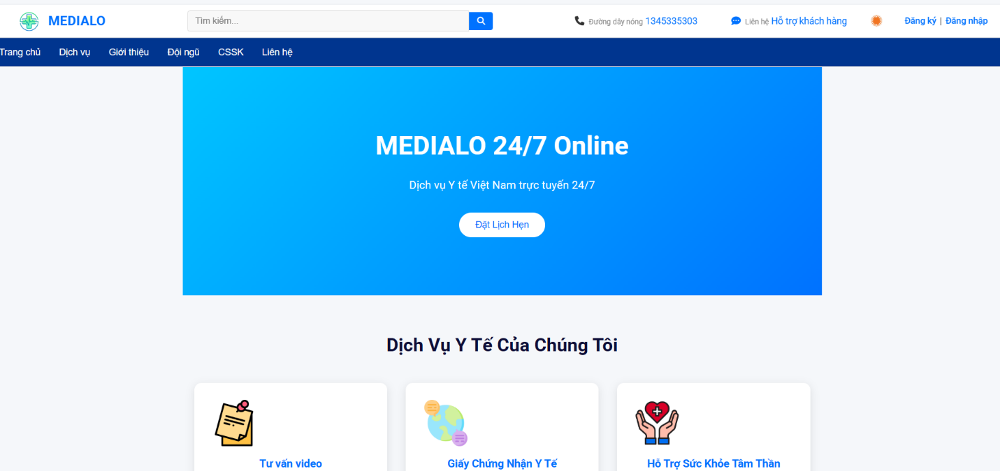 MEDIALO
Tìm kiếm...
Đường dây nóng 1345335303
Liên hệ Hỗ trợ khách hàng
Đăng ký | Đăng nhập
Trang chủ Dịch vụ Giới thiệu Đội ngũ CSSK Liên hệ
MEDIALO 24/7 Online
Dịch vụ Y tế Việt Nam trực tuyến 24/7
Đặt Lịch Hẹn
Dịch Vụ Y Tế Của Chúng Tôi
Tư vấn video
Giấy Chứng Nhận Y Tế
Hỗ Trợ Sức Khỏe Tâm Thần